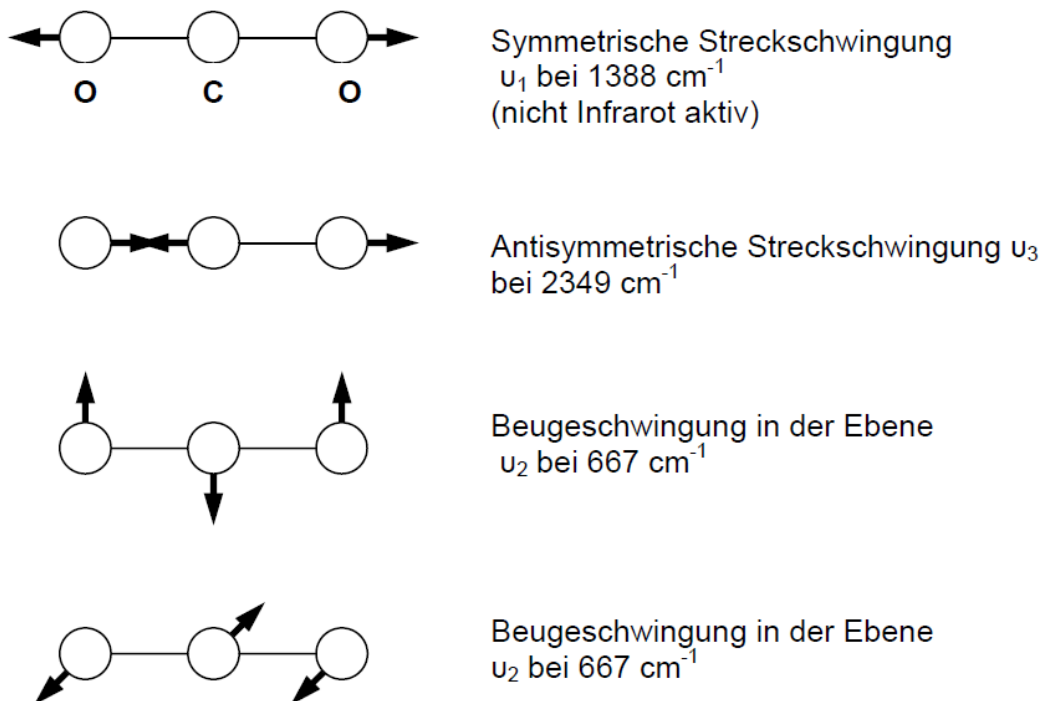 Symmetrische Streckschwingung
υ₁ bei 1388 cm⁻¹
(nicht Infrarot aktiv)
O C O
Antisymmetrische Streckschwingung υ₃
bei 2349 cm⁻¹
Beugeschwingung in der Ebene
υ₂ bei 667 cm⁻¹
Beugeschwingung in der Ebene
υ₂ bei 667 cm⁻¹